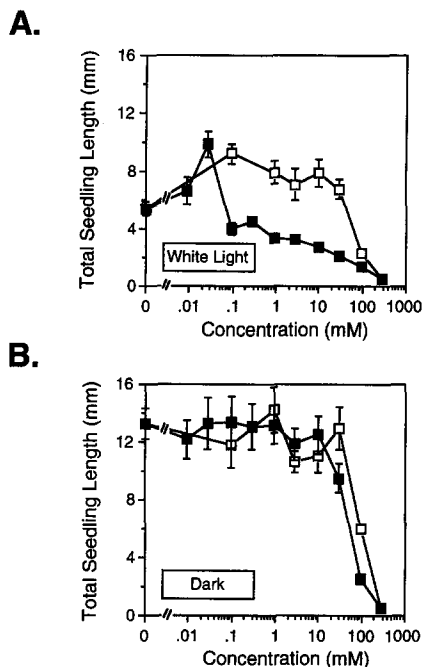 A.
Total Seedling Length (mm)
16
12
8
4
0
White Light
0 .01 .1 1 10 100 1000
Concentration (mM)
B.
Total Seedling Length (mm)
16
12
8
4
0
Dark
0 .01 .1 1 10 100 1000
Concentration (mM)